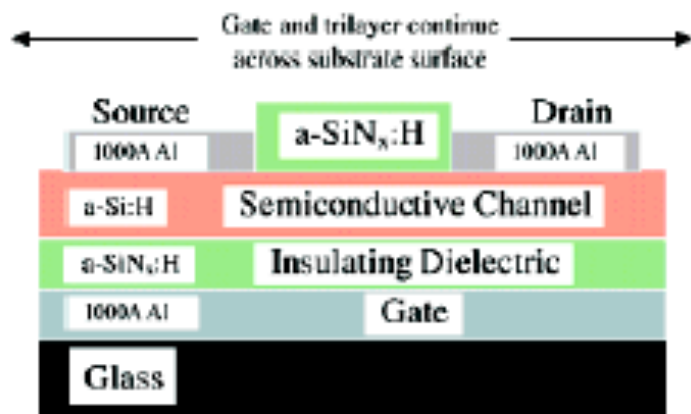 Gate and trilayer continue
across substrate surface
Source
a-SiNx:H
Drain
1000A Al
1000A Al
a-Si:H
Semiconductive Channel
a-SiNx:H
Insulating Dielectric
1000A Al
Gate
Glass